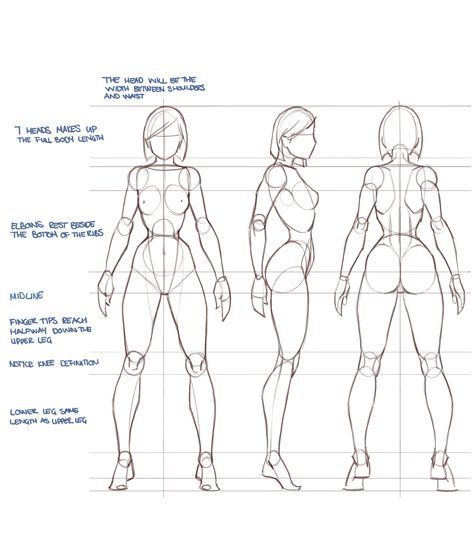 THE HEAD WILL BE THE
WIDTH BETWEEN SHOULDERS
AND WAIST
7 HEADS MAKES UP
THE FULL BODY LENGTH
ELBOWS REST BESIDE
THE BOTTOM OF THE RIBS
MIDLINE
FINGER TIPS REACH
HALFWAY DOWN THE
UPPER LEG
NOTICE KNEE DEFINITION
LOWER LEG SAME
LENGTH AS UPPER LEG